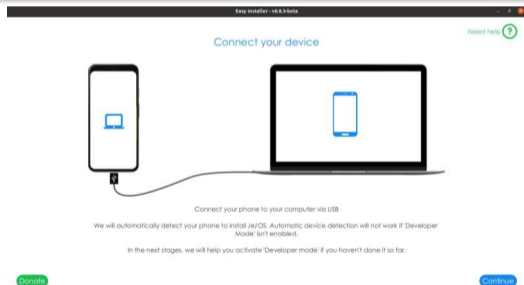 Easy Installer - v0.8.3-beta
Need help ?
Connect your device
Connect your phone to your computer via USB
We will automatically detect your phone to install /e/OS. Automatic device detection will not work if 'Developer
Mode' isn't enabled.
In the next stages, we will help you activate 'Developer mode' if you haven't done it so far.
Donate
Continue